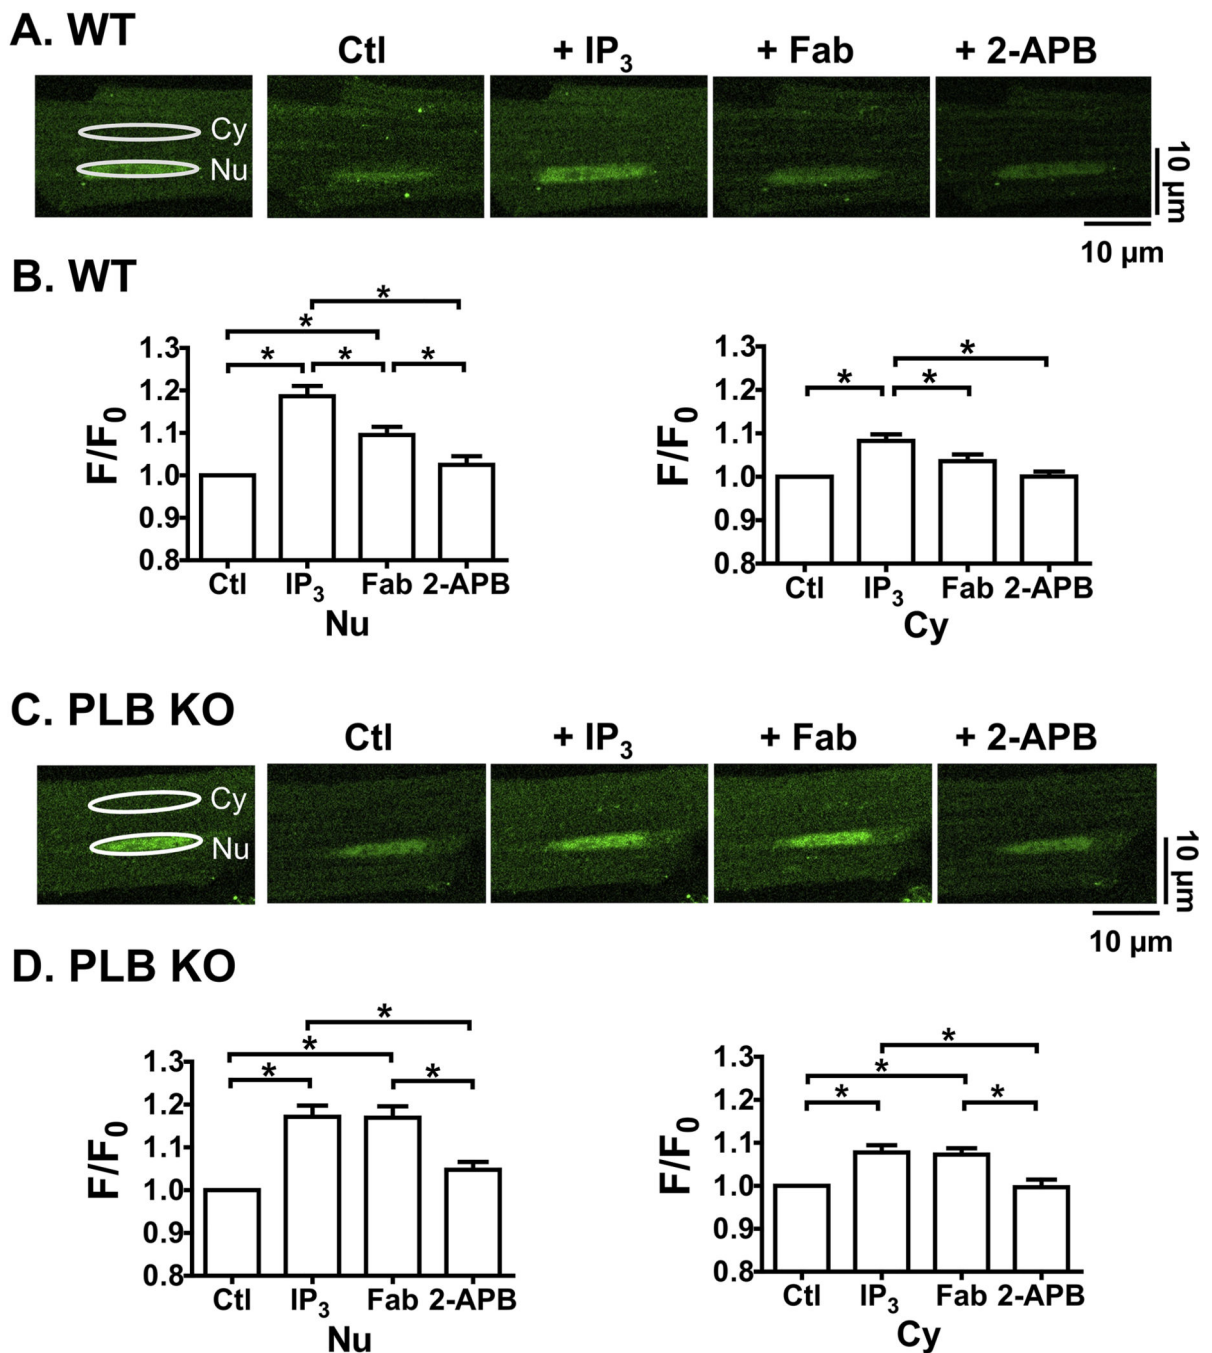 A. WT
Ctl + IP₃ + Fab + 2-APB
Cy
Nu
10 µm
10 µm
B. WT
* * * * *
1.3
1.2
1.1
1.0
0.9
0.8
F/F₀
Ctl IP₃ Fab 2-APB
Nu
* * *
1.3
1.2
1.1
1.0
0.9
0.8
F/F₀
Ctl IP₃ Fab 2-APB
Cy
C. PLB KO
Ctl + IP₃ + Fab + 2-APB
Cy
Nu
10 µm
10 µm
D. PLB KO
* * * *
1.3
1.2
1.1
1.0
0.9
0.8
F/F₀
Ctl IP₃ Fab 2-APB
Nu
* * * *
1.3
1.2
1.1
1.0
0.9
0.8
F/F₀
Ctl IP₃ Fab 2-APB
Cy